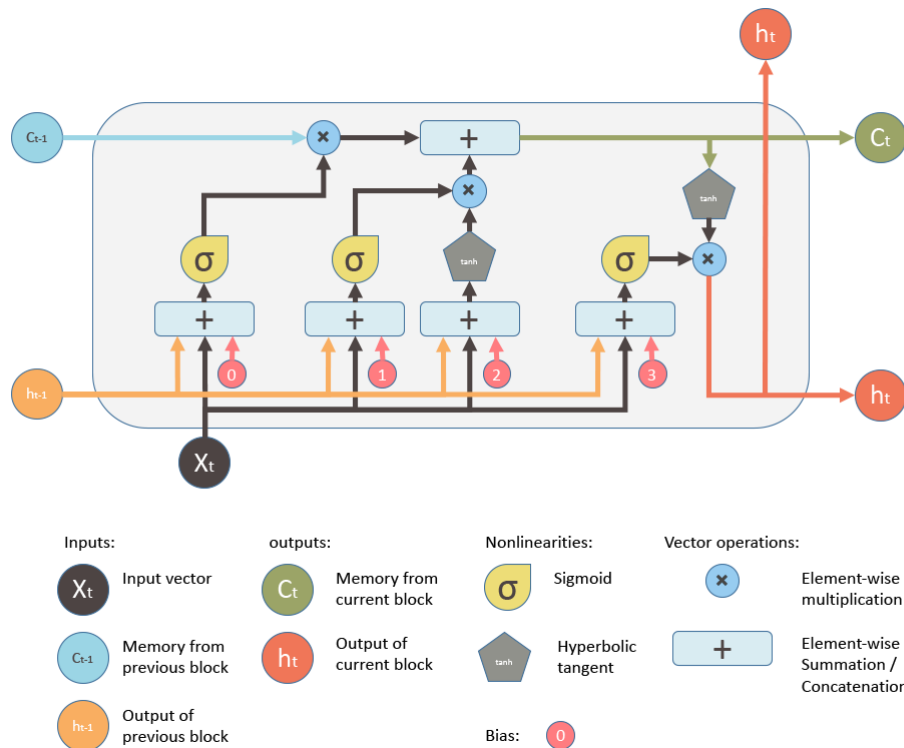 ht
Ct-1
×
+
Ct
×
tanh
σ
σ
tanh
σ
×
+
+
+
+
0
1
2
3
ht-1
ht
Xt
Inputs:
outputs:
Nonlinearities:
Vector operations:
Xt
Input vector
Ct
Memory from
current block
σ
Sigmoid
×
Element-wise
multiplication
Ct-1
Memory from
previous block
ht
Output of
current block
tanh
Hyperbolic
tangent
+
Element-wise
Summation /
Concatenation
ht-1
Output of
previous block
Bias:
0